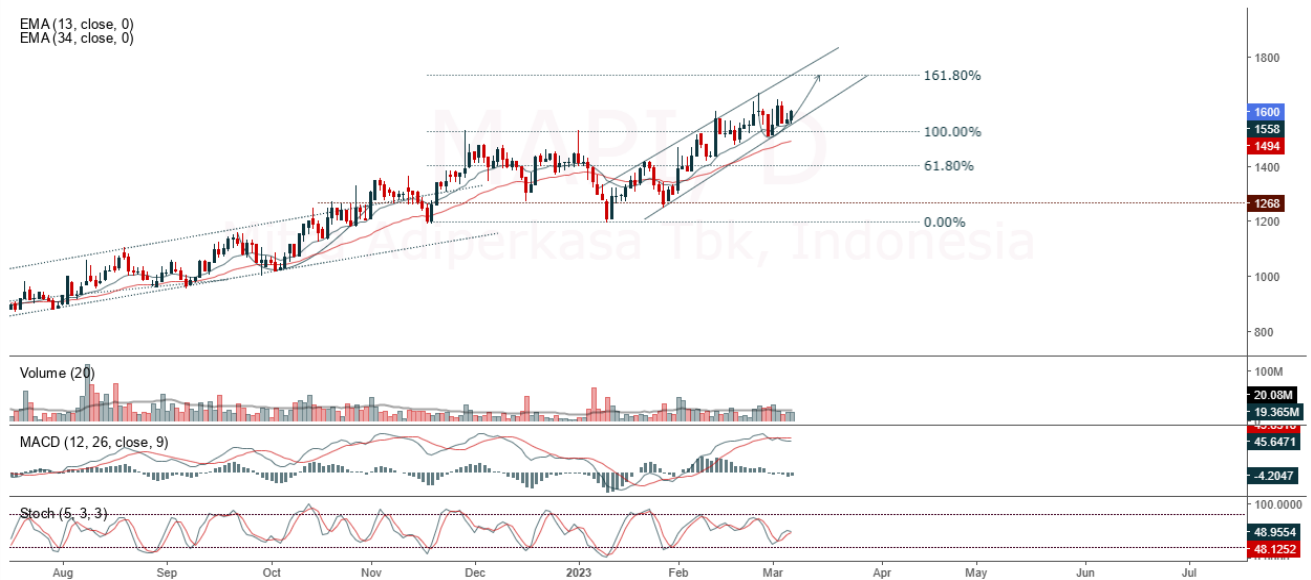 EMA (13, close, 0)
EMA (34, close, 0)
1800
161.80%
1600
1558
100.00%
1494
1400
61.80%
1268
1200
0.00%
Adiperkasa Tbk, Indonesia
1000
800
Volume (20)
100M
20.08M
19.365M
MACD (12, 26, close, 9)
45.6471
-4.2047
Stoch (5, 3, 3)
100.0000
48.9554
48.1252
Aug Sep Oct Nov Dec 2023 Feb Mar Apr May Jun Jul